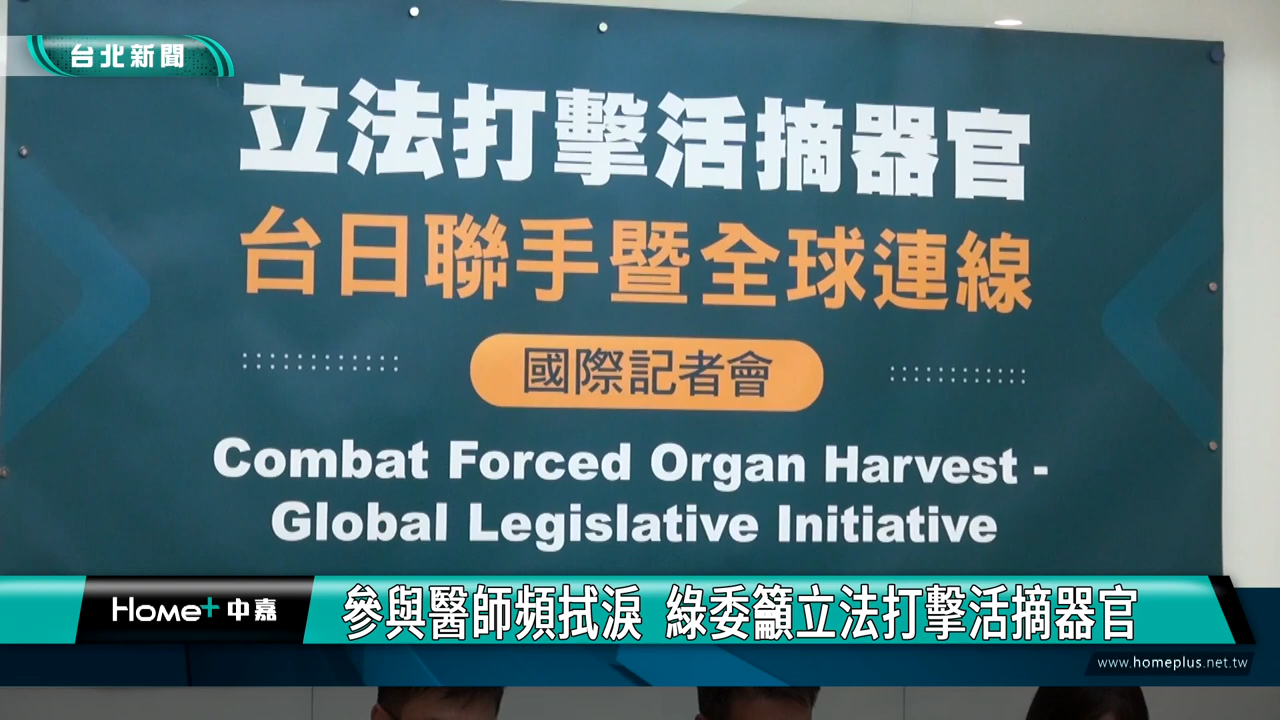 台北新聞
立法打擊活摘器官
台日聯手暨全球連線
國際記者會
Combat Forced Organ Harvest -
Global Legislative Initiative
Home+ 中嘉
參與醫師頻拭淚 綠委籲立法打擊活摘器官
www.homeplus.net.tw